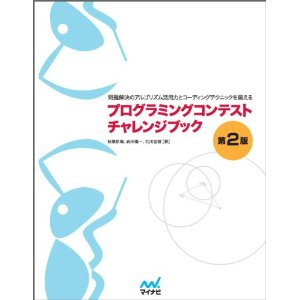 問題解決のアルゴリズム活用力とコーディングテクニックを鍛える
プログラミングコンテスト
チャレンジブック
第2版
秋葉拓哉、岩田陽一、北川宜稔［著］
マイナビ